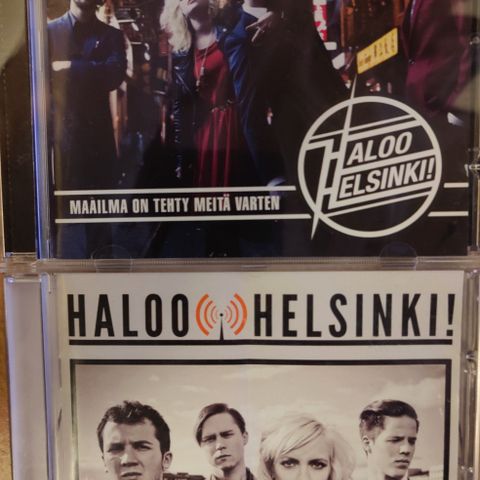 HALOO
HELSINKI!
MAAILMA ON TEHTY MEITÄ VARTEN
HALOO HELSINKI!